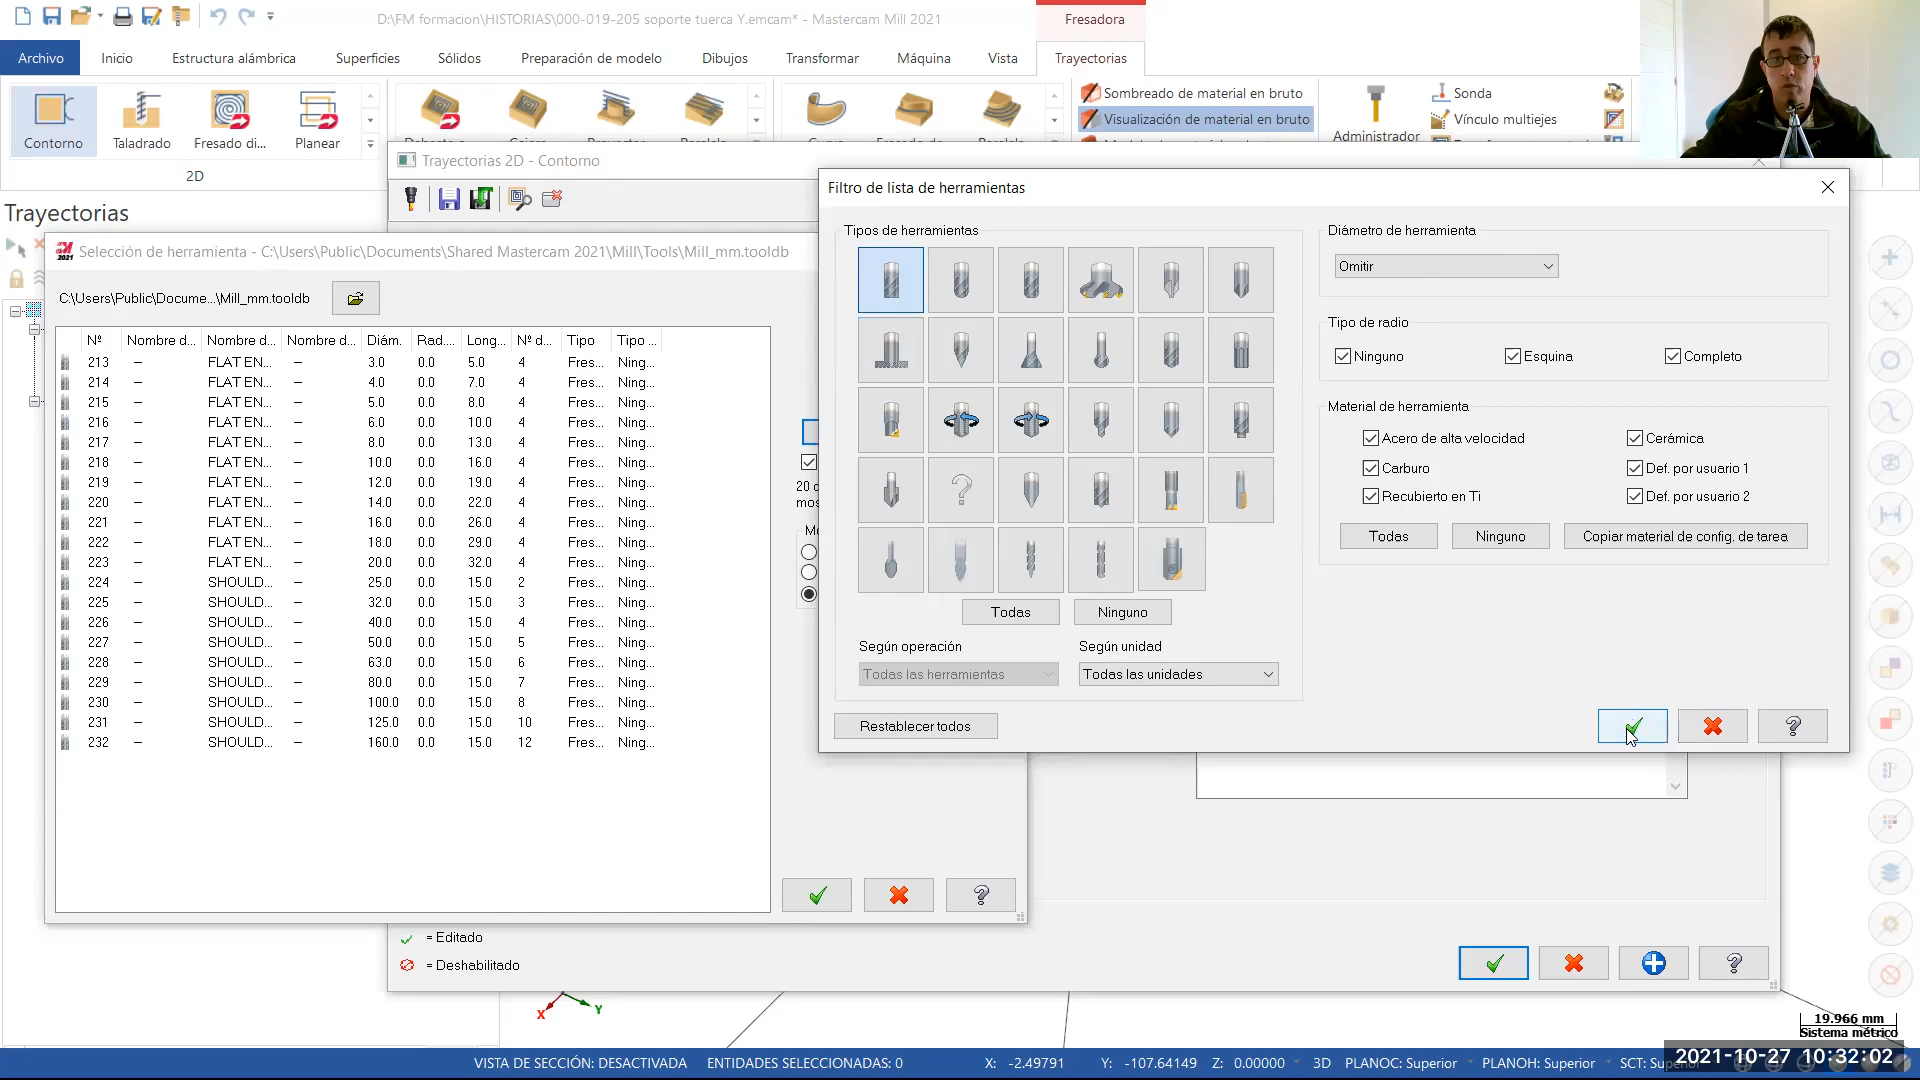 D:\FM formacion\HISTORIAS\000-019-205 soporte tuerca Y.emcam* - Mastercam Mill 2021
Fresadora
Archivo Inicio Estructura alámbrica Superficies Sólidos Preparación de modelo Dibujos Transformar Máquina Vista Trayectorias
Contorno Taladrado Fresado di... Planear
2D
Sombreado de material en bruto
Visualización de material en bruto
Administrador
Sonda
Vínculo multiejes
Trayectorias
Trayectorias 2D - Contorno
Selección de herramienta - C:\Users\Public\Documents\Shared Mastercam 2021\Mill\Tools\Mill_mm.tooldb
C:\Users\Public\Docume...\Mill_mm.tooldb
Nº Nombre d... Nombre d... Nombre d... Diám. Rad.... Long... Nº d... Tipo Tipo ...
213 – FLAT EN... – 3.0 0.0 5.0 4 Fres... Ning...
214 – FLAT EN... – 4.0 0.0 7.0 4 Fres... Ning...
215 – FLAT EN... – 5.0 0.0 8.0 4 Fres... Ning...
216 – FLAT EN... – 6.0 0.0 10.0 4 Fres... Ning...
217 – FLAT EN... – 8.0 0.0 13.0 4 Fres... Ning...
218 – FLAT EN... – 10.0 0.0 16.0 4 Fres... Ning...
219 – FLAT EN... – 12.0 0.0 19.0 4 Fres... Ning...
220 – FLAT EN... – 14.0 0.0 22.0 4 Fres... Ning...
221 – FLAT EN... – 16.0 0.0 26.0 4 Fres... Ning...
222 – FLAT EN... – 18.0 0.0 29.0 4 Fres... Ning...
223 – FLAT EN... – 20.0 0.0 32.0 4 Fres... Ning...
224 – SHOULD... – 25.0 0.0 15.0 2 Fres... Ning...
225 – SHOULD... – 32.0 0.0 15.0 3 Fres... Ning...
226 – SHOULD... – 40.0 0.0 15.0 4 Fres... Ning...
227 – SHOULD... – 50.0 0.0 15.0 5 Fres... Ning...
228 – SHOULD... – 63.0 0.0 15.0 6 Fres... Ning...
229 – SHOULD... – 80.0 0.0 15.0 7 Fres... Ning...
230 – SHOULD... – 100.0 0.0 15.0 8 Fres... Ning...
231 – SHOULD... – 125.0 0.0 15.0 10 Fres... Ning...
232 – SHOULD... – 160.0 0.0 15.0 12 Fres... Ning...
Filtro de lista de herramientas
Tipos de herramientas
Todas Ninguno
Según operación Según unidad
Todas las herramientas Todas las unidades
Restablecer todos
Diámetro de herramienta
Omitir
Tipo de radio
Ninguno Esquina Completo
Material de herramienta
Acero de alta velocidad Cerámica
Carburo Def. por usuario 1
Recubierto en Ti Def. por usuario 2
Todas Ninguno Copiar material de config. de tarea
= Editado
= Deshabilitado
X Y
19.966 mm
Sistema métrico
VISTA DE SECCIÓN: DESACTIVADA ENTIDADES SELECCIONADAS: 0 X: -2.49791 Y: -107.64149 Z: 0.00000 3D PLANOC: Superior PLANOH: Superior SCT:
2021-10-27 10:32:02